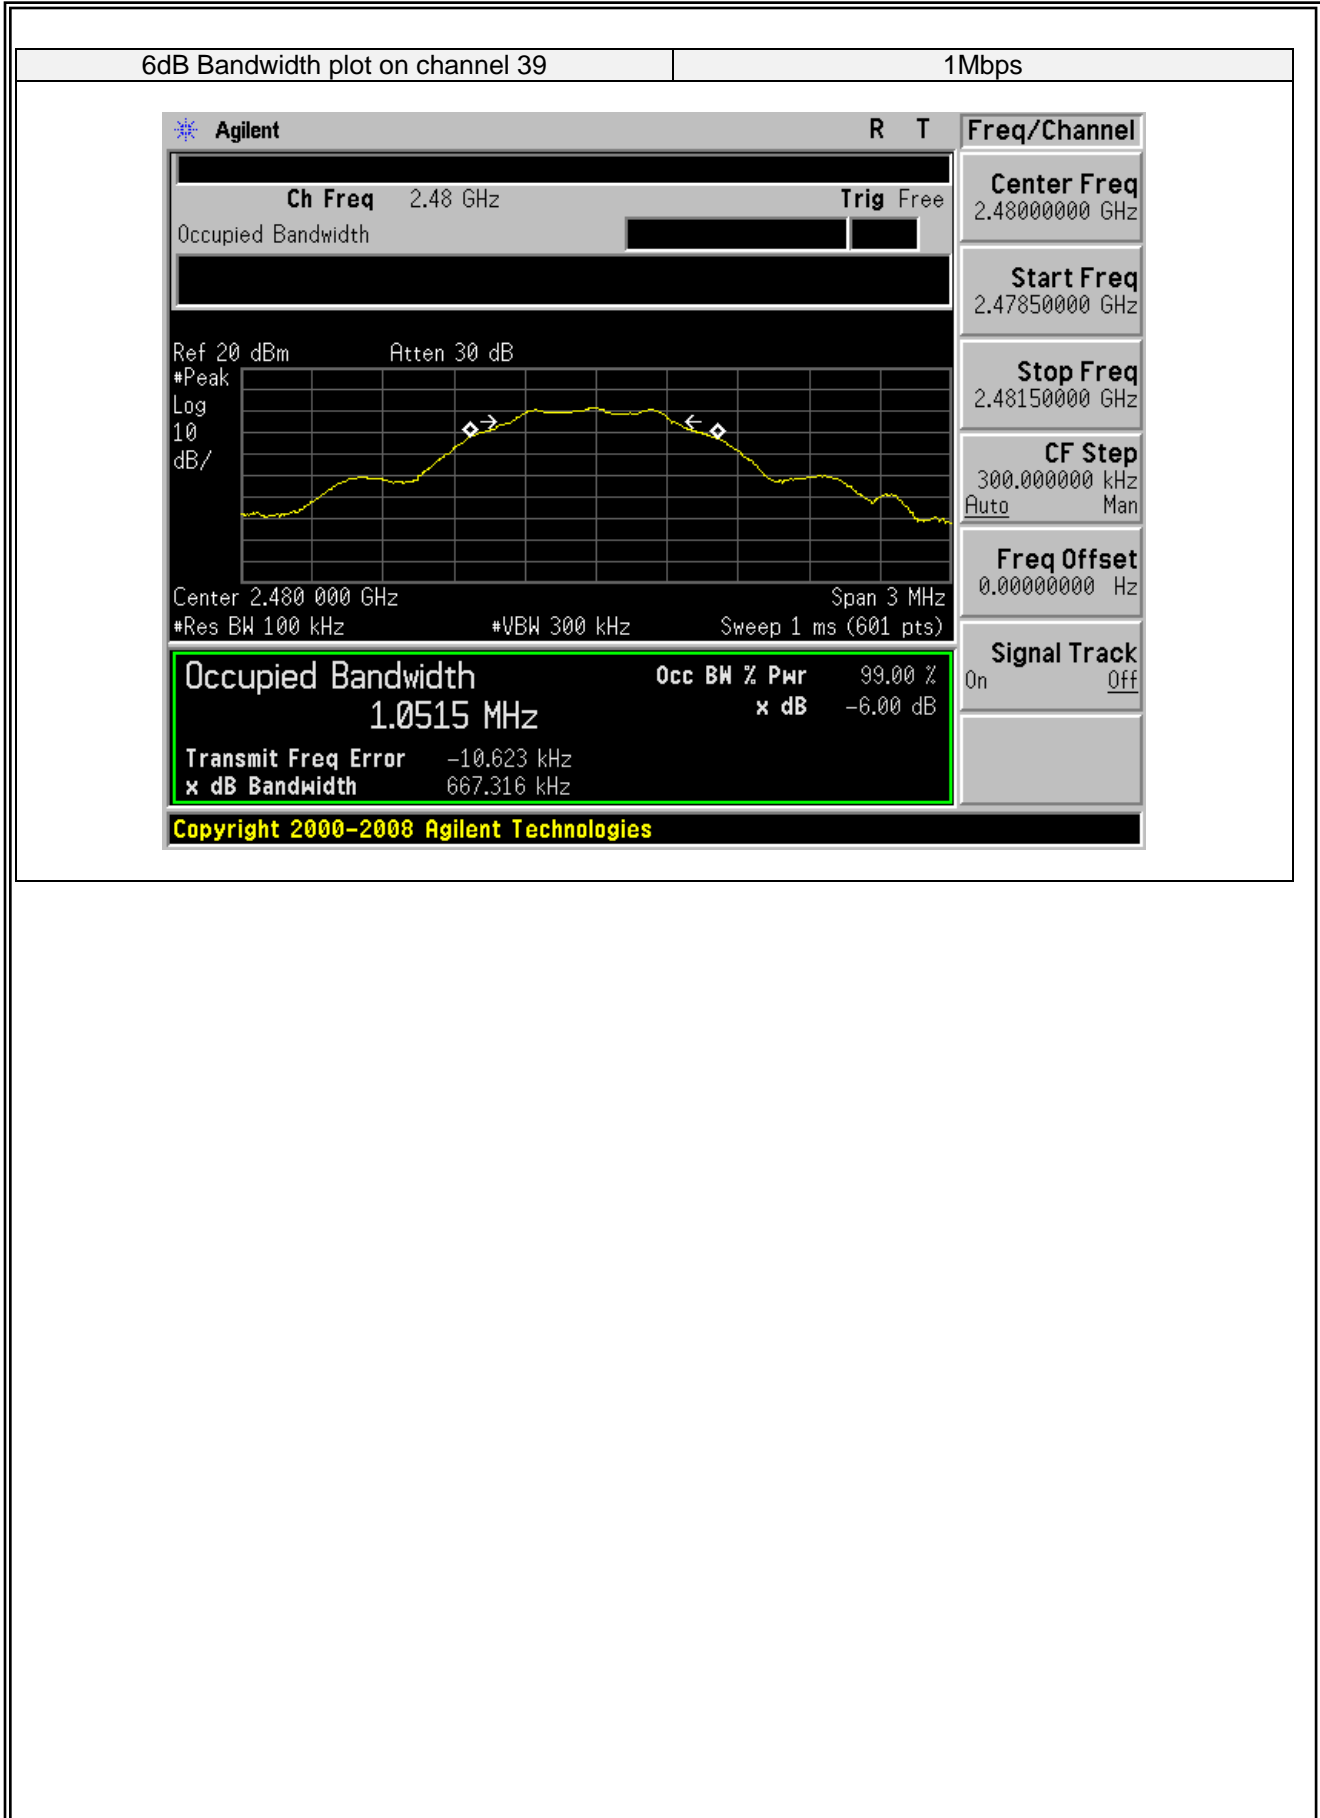 6dB Bandwidth plot on channel 39 1Mbps
Agilent R T Freq/Channel
Ch Freq 2.48 GHz Trig Free
Occupied Bandwidth
Center Freq
2.48000000 GHz
Start Freq
2.47850000 GHz
Stop Freq
2.48150000 GHz
CF Step
300.000000 kHz
Auto Man
Freq Offset
0.00000000 Hz
Signal Track
On Off
Ref 20 dBm Atten 30 dB
#Peak
Log
10
dB/
Center 2.480 000 GHz Span 3 MHz
#Res BW 100 kHz #VBW 300 kHz Sweep 1 ms (601 pts)
Occupied Bandwidth Occ BW % Pwr 99.00 %
1.0515 MHz x dB -6.00 dB
Transmit Freq Error -10.623 kHz
x dB Bandwidth 667.316 kHz
Copyright 2000-2008 Agilent Technologies